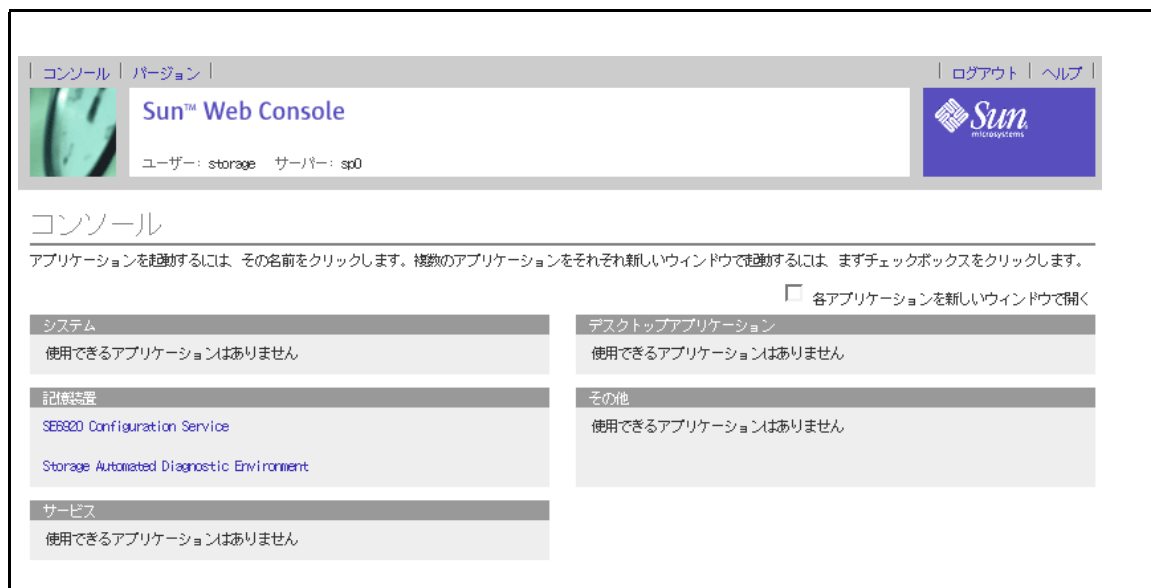 コンソール バージョン ログアウト ヘルプ
Sun™ Web Console
Sun
microsystems
ユーザー: storage サーバー: sp0
コンソール
アプリケーションを起動するには、その名前をクリックします。複数のアプリケーションをそれぞれ新しいウィンドウで起動するには、まずチェックボックスをクリックします。
各アプリケーションを新しいウィンドウで開く
システム
使用できるアプリケーションはありません
デスクトップアプリケーション
使用できるアプリケーションはありません
記憶装置
SE6920 Configuration Service
Storage Automated Diagnostic Environment
その他
使用できるアプリケーションはありません
サービス
使用できるアプリケーションはありません